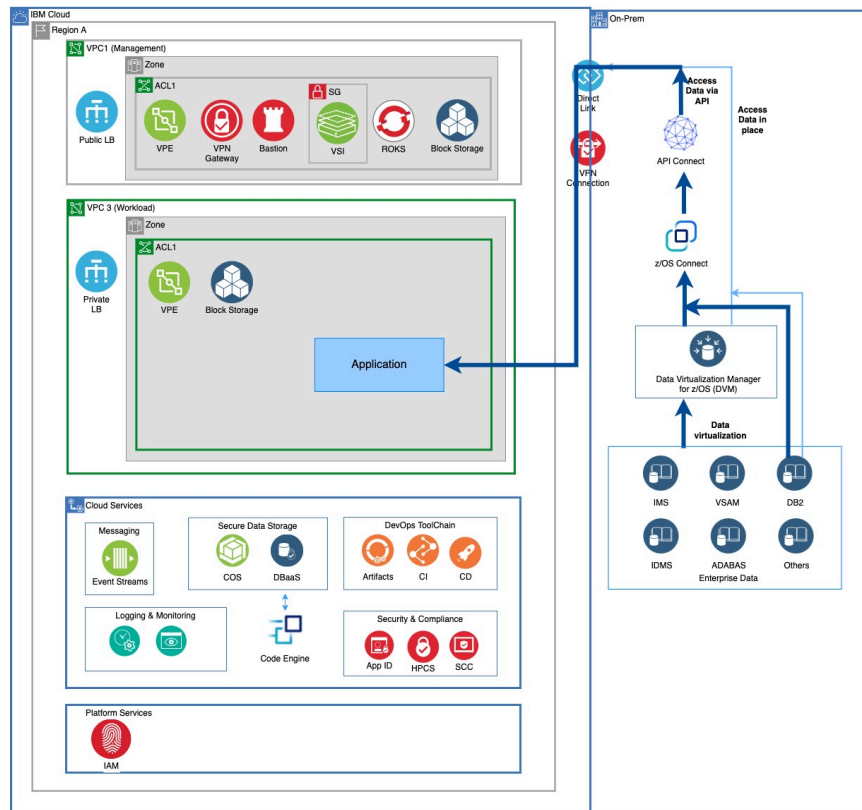 IBM Cloud
Region A
VPC1 (Management)
Zone
ACL1
SG
Public LB
VPE
VPN
Gateway
Bastion
VSI
ROKS
Block Storage
VPC 3 (Workload)
Zone
ACL1
Private
LB
VPE
Block Storage
Application
Cloud Services
Messaging
Event Streams
Secure Data Storage
COS
DBaaS
DevOps ToolChain
Artifacts
CI
CD
Logging & Monitoring
Code Engine
Security & Compliance
App ID
HPCS
SCC
Platform Services
IAM
On-Prem
Direct
Link
VPN
Connection
Access
Data via
API
Access
Data in
place
API Connect
z/OS Connect
Data Virtualization Manager
for z/OS (DVM)
Data
virtualization
IMS
VSAM
DB2
IDMS
ADABAS
Others
Enterprise Data